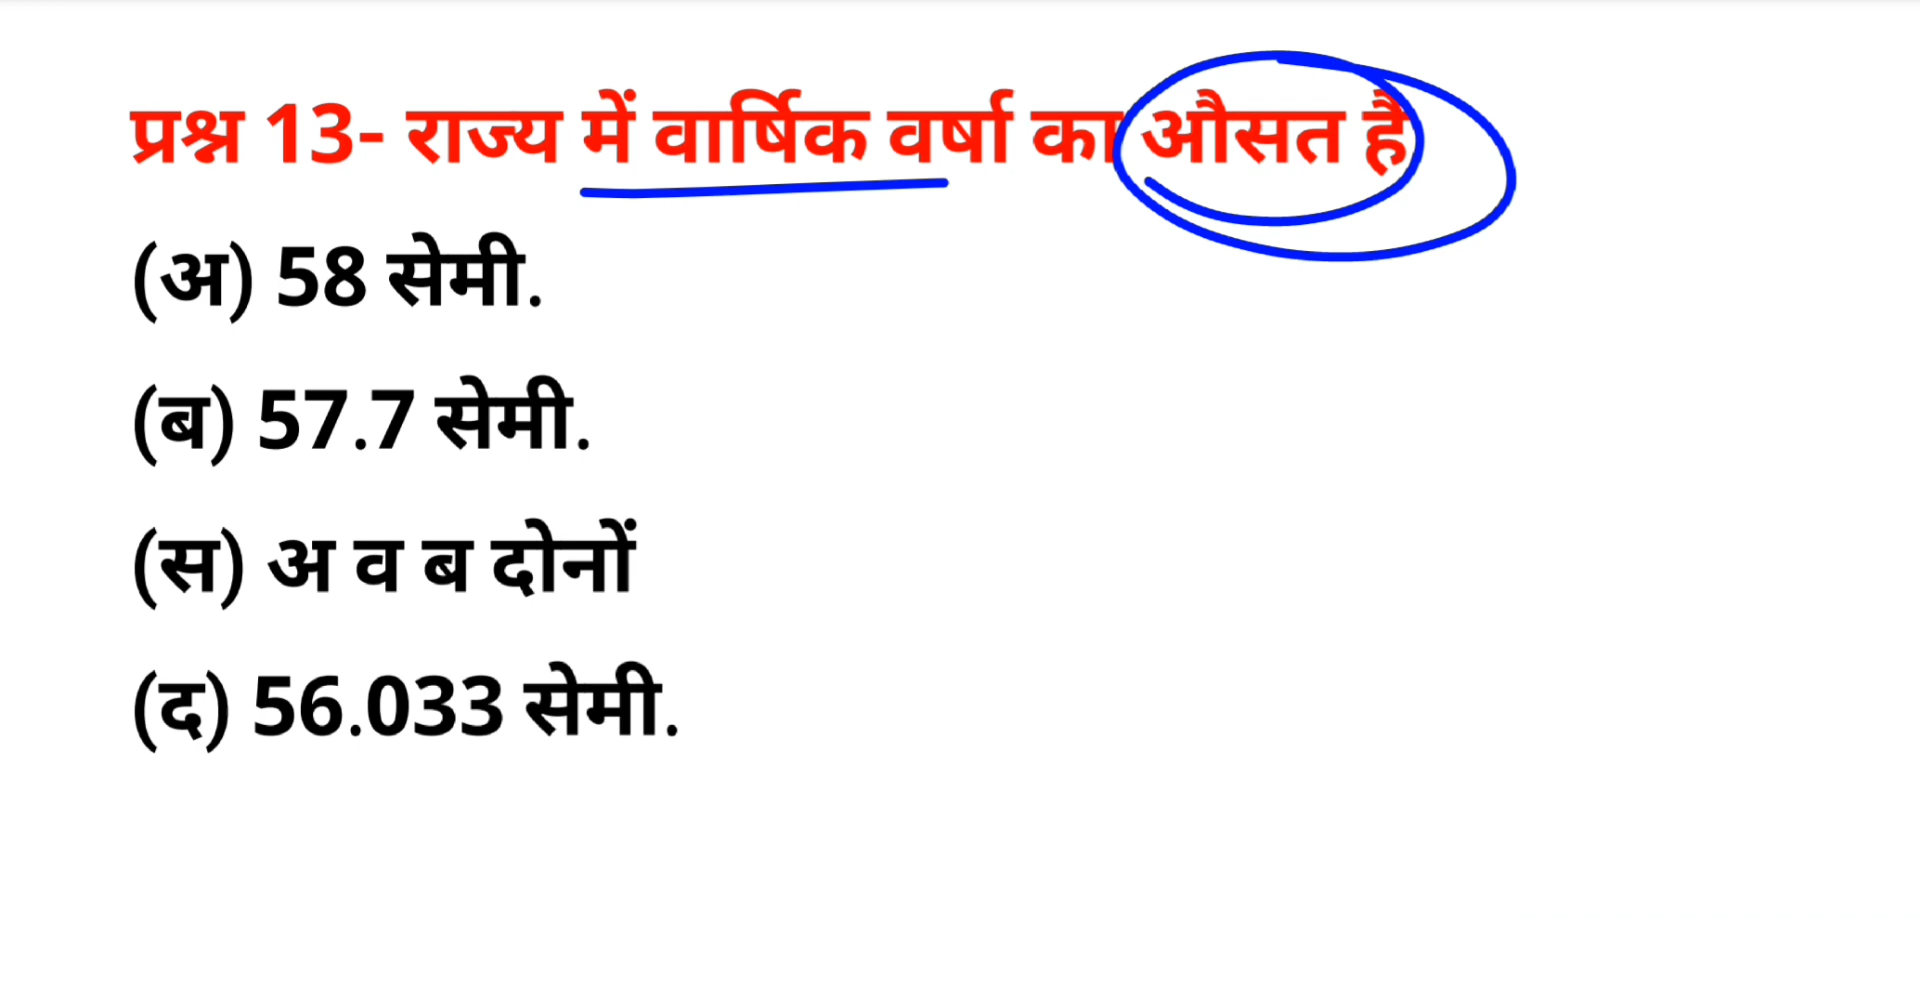 प्रश्न 13- राज्य में वार्षिक वर्षा का औसत है
(अ) 58 सेमी.
(ब) 57.7 सेमी.
(स) अ व ब दोनों
(द) 56.033 सेमी.